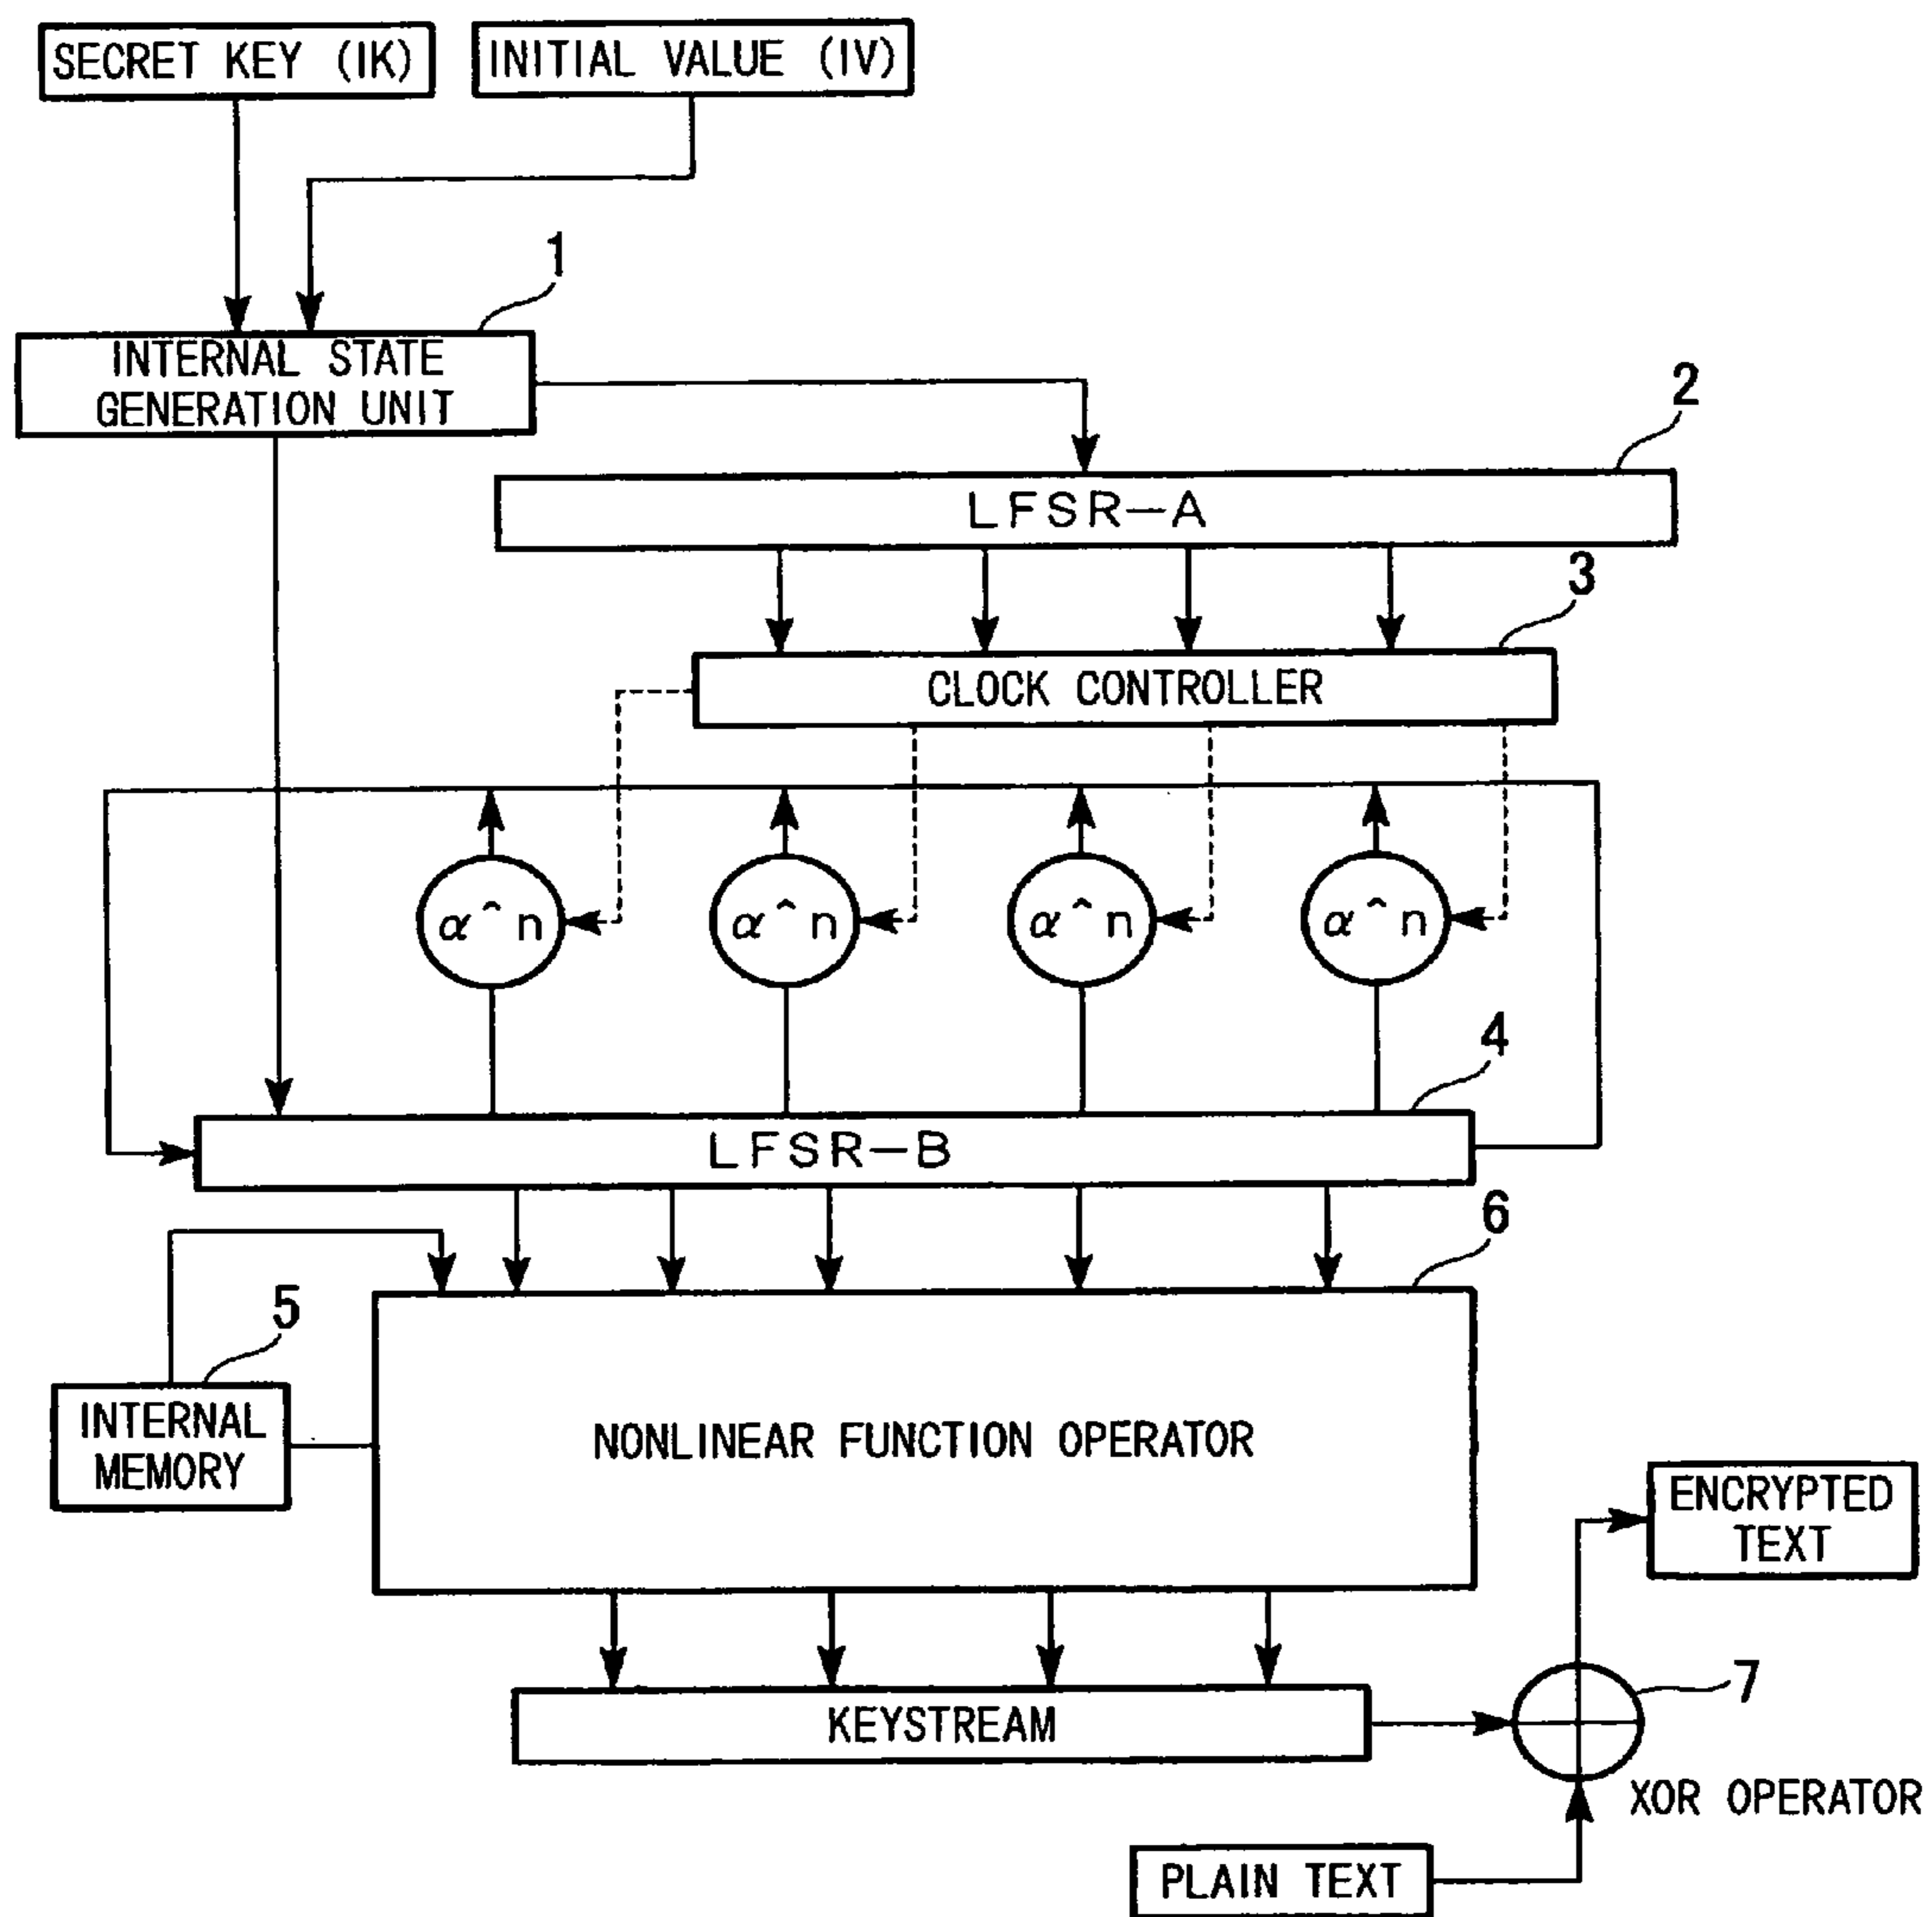 SECRET KEY (IK)
INITIAL VALUE (IV)
1
INTERNAL STATE
GENERATION UNIT
2
LFSR-A
3
CLOCK CONTROLLER
α^n
α^n
α^n
α^n
4
LFSR-B
6
5
INTERNAL
MEMORY
NONLINEAR FUNCTION OPERATOR
ENCRYPTED
TEXT
7
KEYSTREAM
XOR OPERATOR
PLAIN TEXT